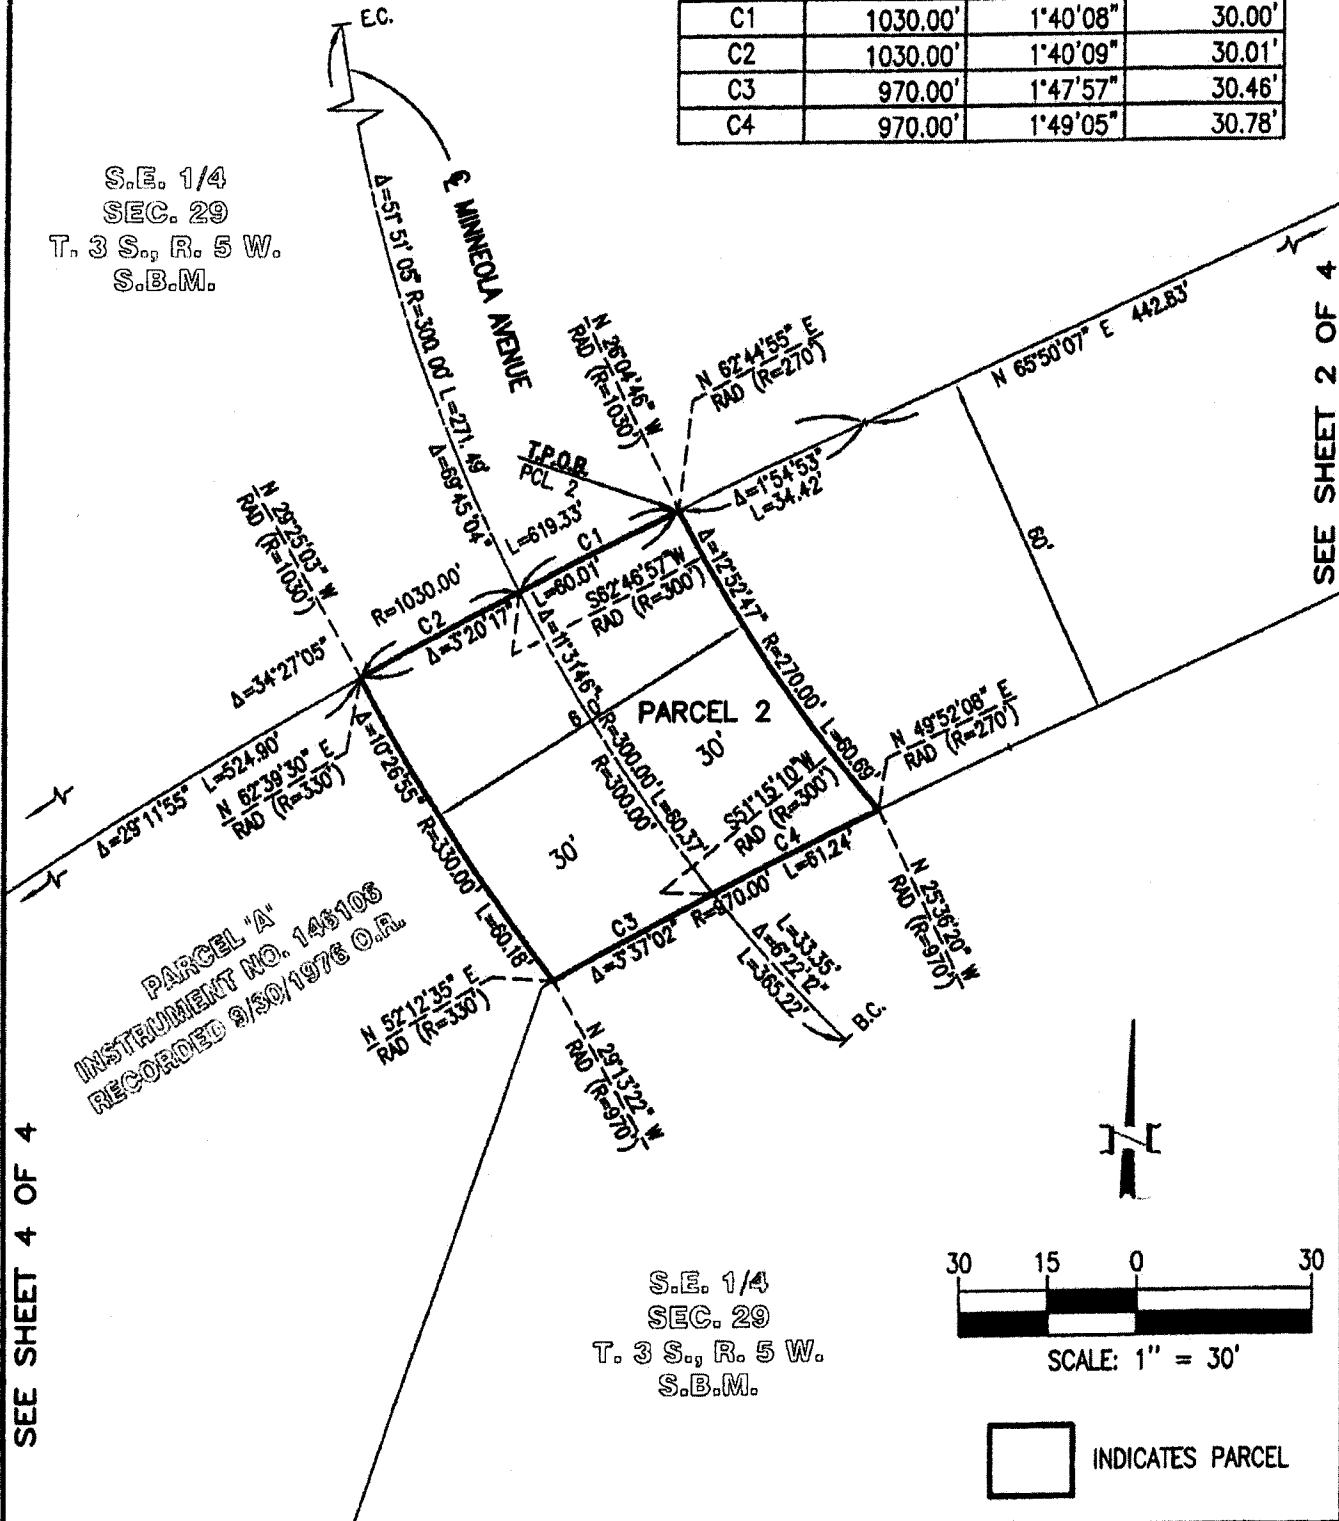 E.C.
C1 1030.00' 1°40'08" 30.00'
C2 1030.00' 1°40'09" 30.01'
C3 970.00' 1°47'57" 30.46'
C4 970.00' 1°49'05" 30.78'
S.E. 1/4
SEC. 29
T. 3 S., R. 5 W.
S.B.M.
℄ MINNEOLA AVENUE
Δ=51° 51' 05" R=300.00' L=271.49'
Δ=69°45'04"
L=619.33'
N 26°04'46" W
RAD (R=1030')
N 62°44'55" E
RAD (R=270')
N 65°50'07" E 442.83'
SEE SHEET 2 OF 4
T.P.O.B.
PCL 2
Δ=1°54'53"
L=34.42'
60'
N 29°25'03" W
RAD (R=1030')
R=1030.00'
C1
L=60.01'
C2
Δ=3°20'17"
S62°46'57"W
RAD (R=300')
Δ=12°52'47" R=270.00' L=60.69'
Δ=34°27'05"
L=524.90'
Δ=29°11'55"
N 62°39'30" E
RAD (R=330')
Δ=10°26'55" R=330.00' L=60.18'
Δ=11°31'46" R=300.00' L=60.37'
R=300.00'
60'
PARCEL 2
30'
30'
S51°15'10"W
RAD (R=300')
N 49°52'08" E
RAD (R=270')
C4
L=61.24'
R=970.00'
C3
Δ=3°37'02"
N 25°36'20" W
RAD (R=970')
L=33.35'
Δ=6°22'12"
L=365.22'
B.C.
PARCEL 'A'
INSTRUMENT NO. 146106
RECORDED 9/30/1976 O.R.
N 52°12'35" E
RAD (R=330')
N 29°13'22" W
RAD (R=970')
SEE SHEET 4 OF 4
S.E. 1/4
SEC. 29
T. 3 S., R. 5 W.
S.B.M.
30 15 0 30
SCALE: 1" = 30'
INDICATES PARCEL